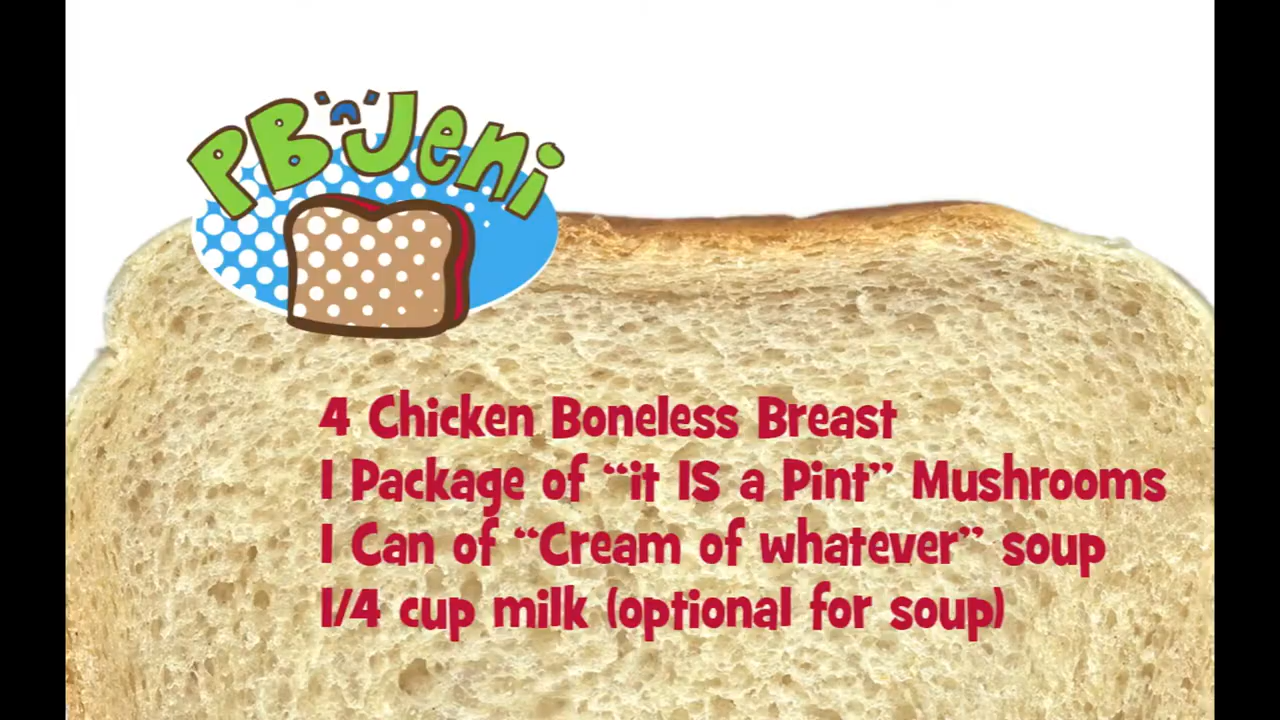 PB n Jeni
4 Chicken Boneless Breast
1 Package of “it IS a Pint” Mushrooms
1 Can of “Cream of whatever” soup
1/4 cup milk (optional for soup)